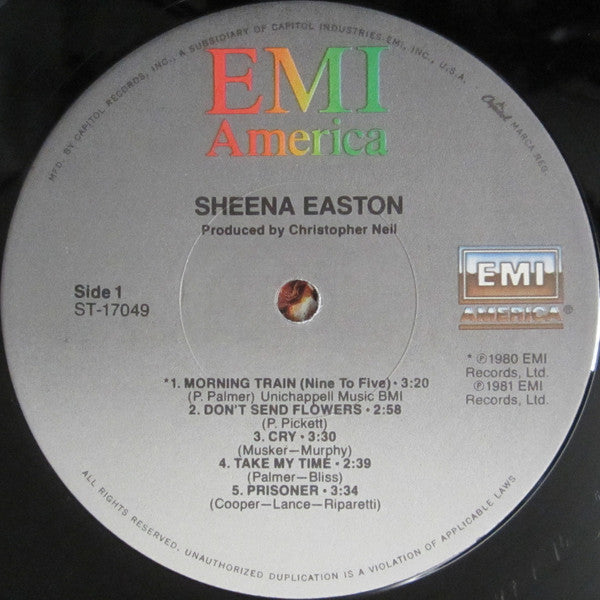 MFD. BY CAPITOL RECORDS, INC., A SUBSIDIARY OF CAPITOL INDUSTRIES-EMI, INC., U.S.A.
Capitol MARCA REG.
EMI
America
SHEENA EASTON
Produced by Christopher Neil
Side 1
ST-17049
EMI
AMERICA®
* ℗1980 EMI
Records, Ltd.
℗1981 EMI
Records, Ltd.
*1. MORNING TRAIN (Nine To Five) • 3:20
(P. Palmer) Unichappell Music BMI
2. DON'T SEND FLOWERS • 2:58
(P. Pickett)
3. CRY • 3:30
(Musker—Murphy)
4. TAKE MY TIME • 2:39
(Palmer—Bliss)
5. PRISONER • 3:34
(Cooper—Lance—Riparetti)
ALL RIGHTS RESERVED. UNAUTHORIZED DUPLICATION IS A VIOLATION OF APPLICABLE LAWS.